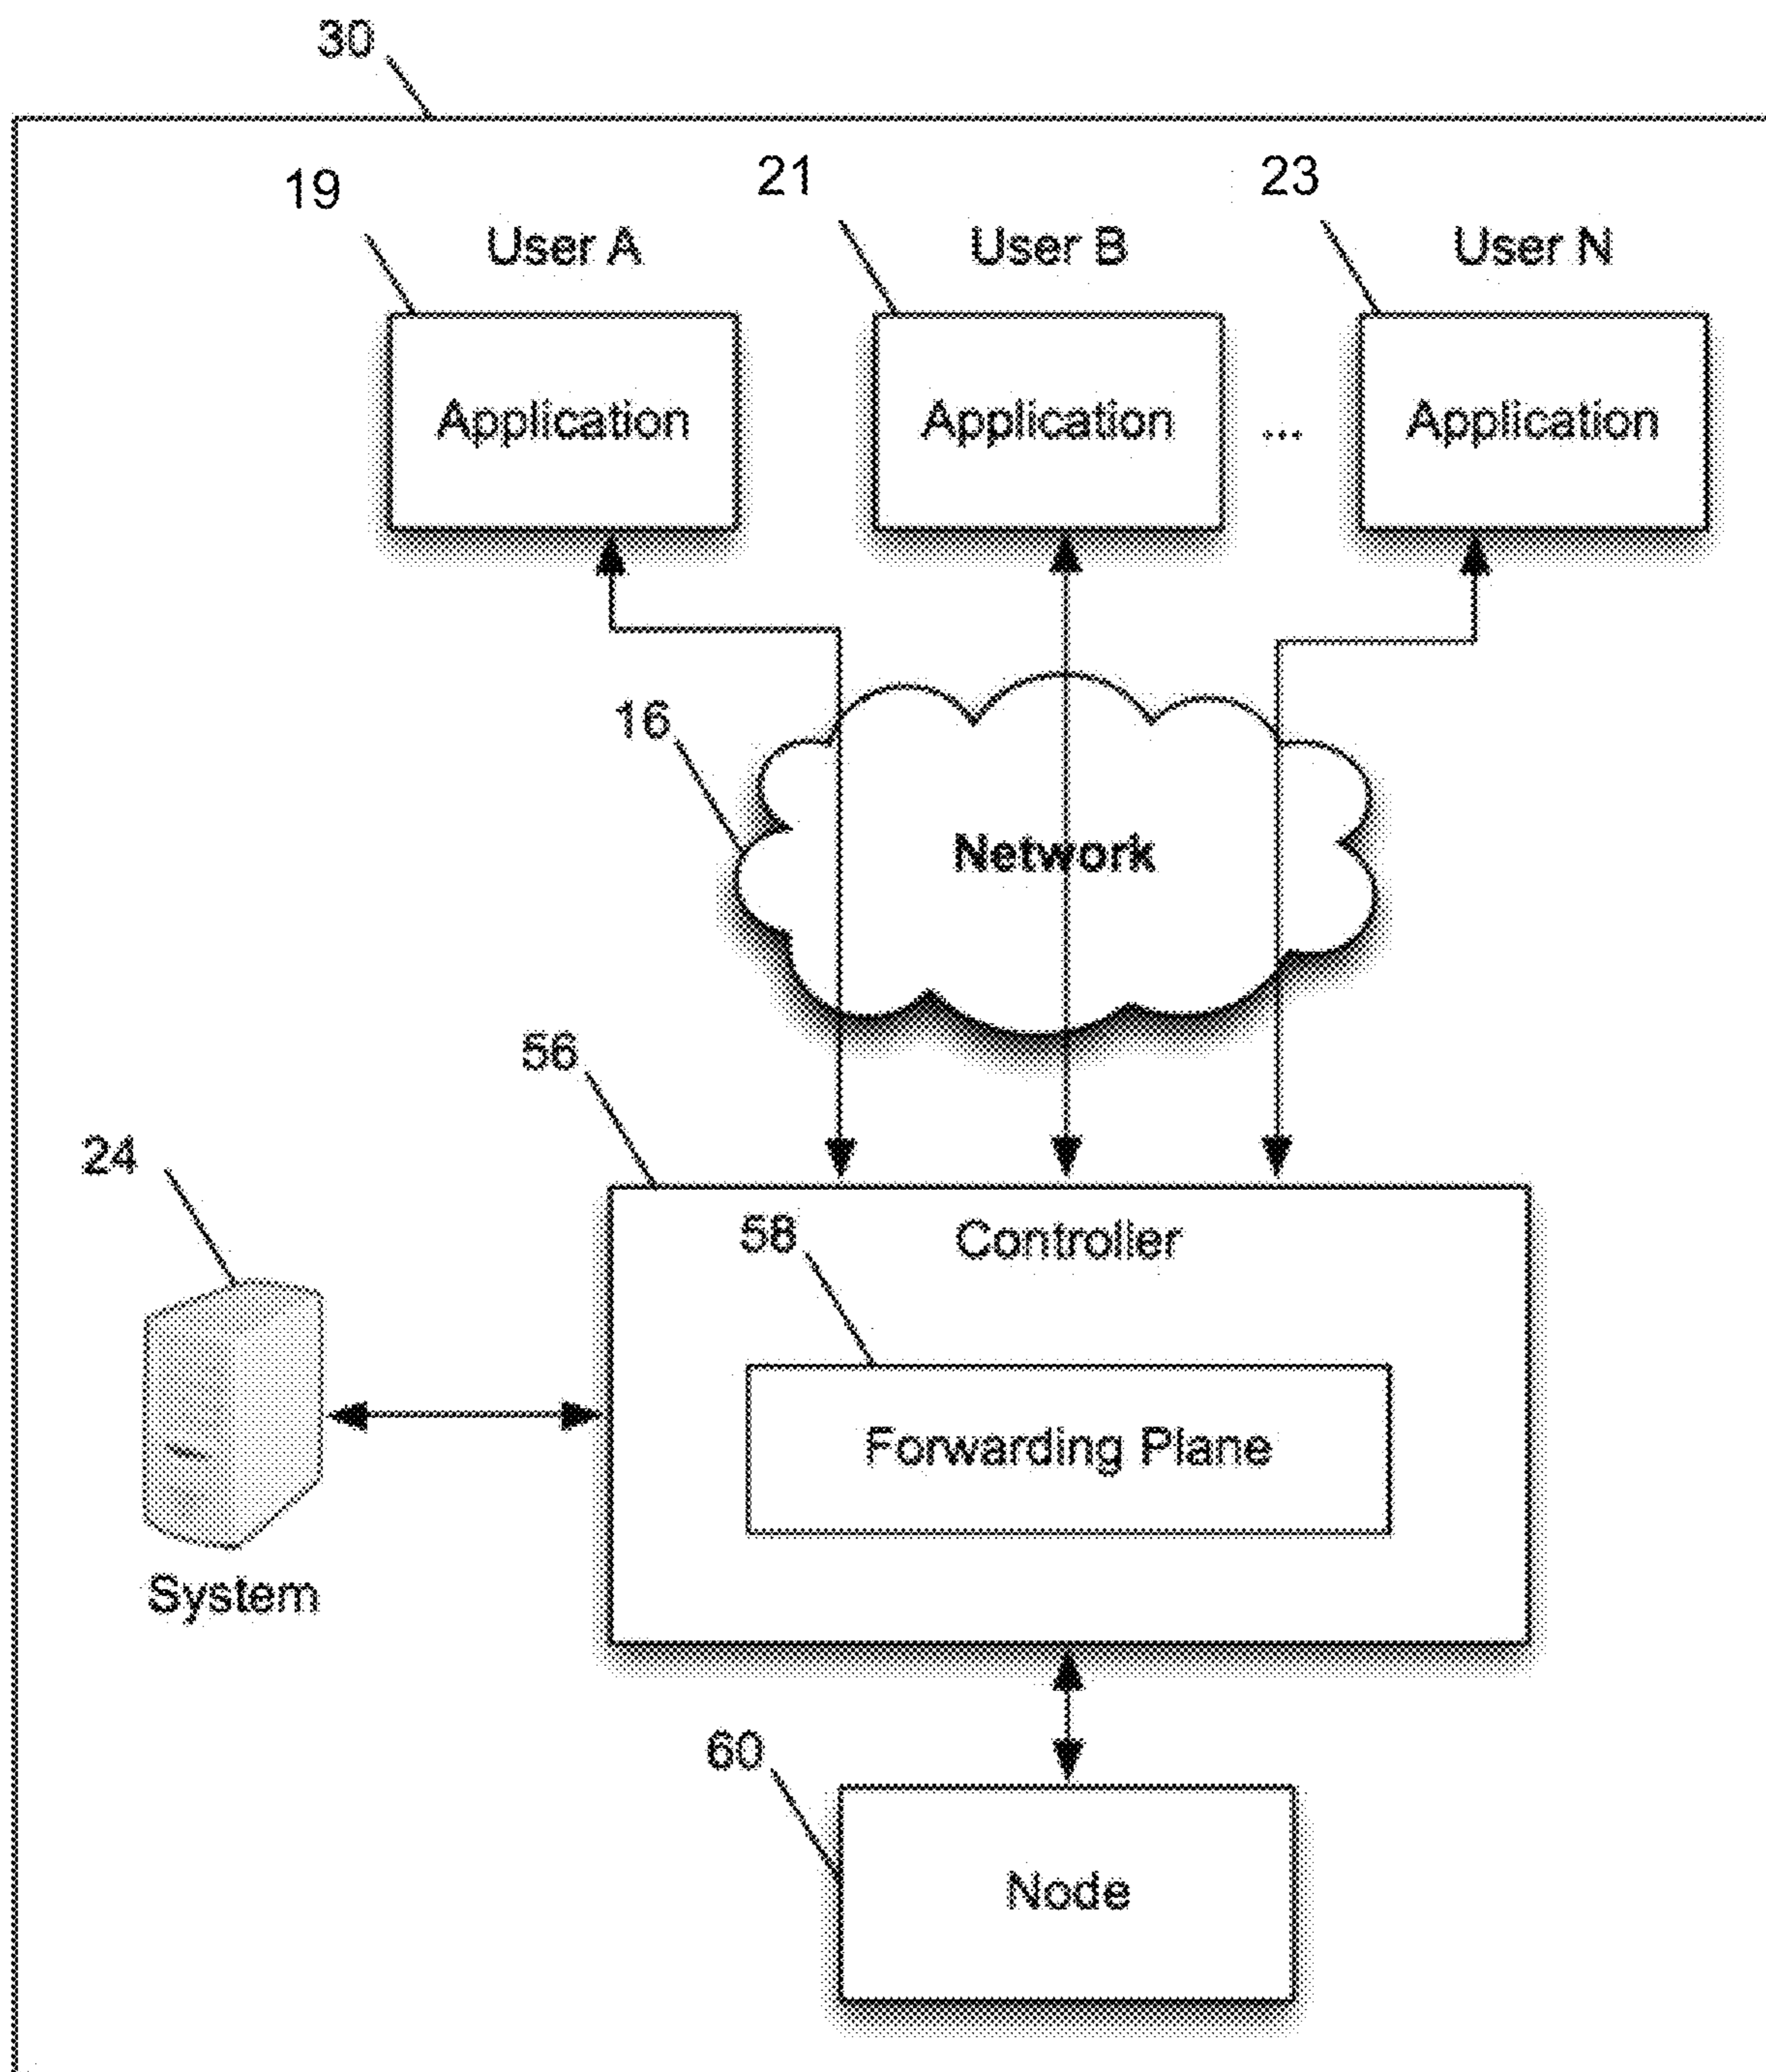 30
19
21
23
User A
User B
User N
Application
Application
...
Application
16
Network
56
24
58
Controller
Forwarding Plane
System
60
Node